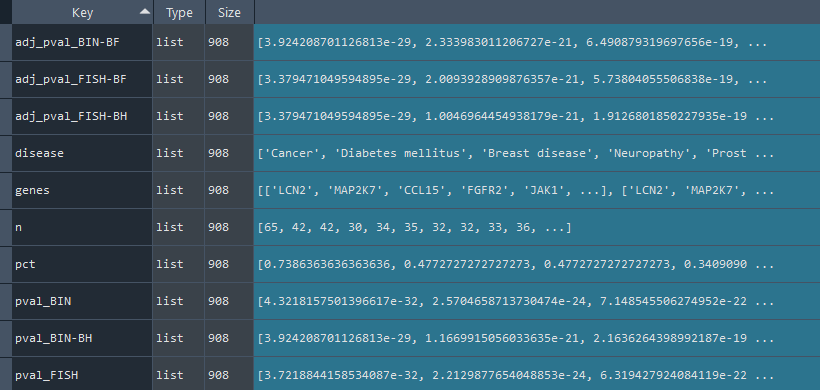 Key Type Size
adj_pval_BIN-BF list 908 [3.924208701126813e-29, 2.333983011206727e-21, 6.490879319697656e-19, ...
adj_pval_FISH-BF list 908 [3.379471049594895e-29, 2.0093928909876357e-21, 5.73804055506838e-19, ...
adj_pval_FISH-BH list 908 [3.379471049594895e-29, 1.0046964454938179e-21, 1.9126801850227935e-19 ...
disease list 908 ['Cancer', 'Diabetes mellitus', 'Breast disease', 'Neuropathy', 'Prost ...
genes list 908 [['LCN2', 'MAP2K7', 'CCL15', 'FGFR2', 'JAK1', ...], ['LCN2', 'MAP2K7', ...
n list 908 [65, 42, 42, 30, 34, 35, 32, 32, 33, 36, ...]
pct list 908 [0.7386363636363636, 0.4772727272727273, 0.4772727272727273, 0.3409090 ...
pval_BIN list 908 [4.3218157501396617e-32, 2.5704658713730474e-24, 7.148545506274952e-22 ...
pval_BIN-BH list 908 [3.924208701126813e-29, 1.1669915056033635e-21, 2.1636264398992187e-19 ...
pval_FISH list 908 [3.7218844158534087e-32, 2.2129877654048853e-24, 6.319427924084119e-22 ...